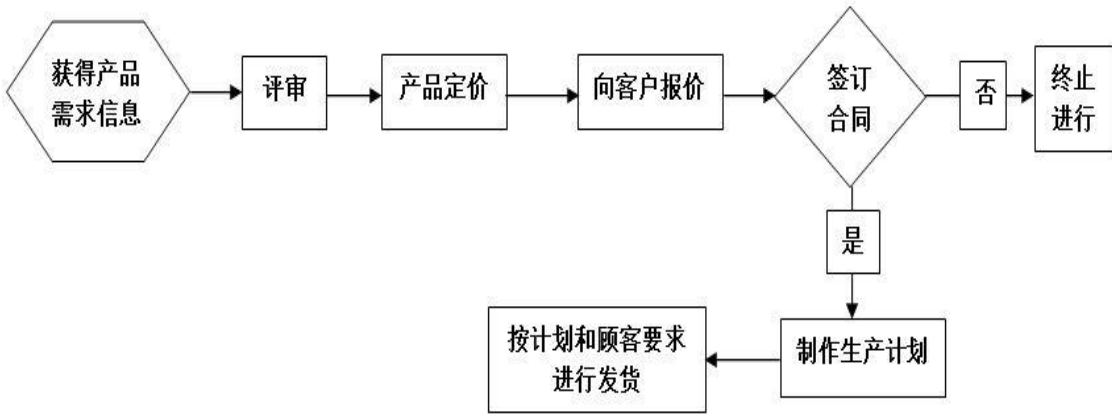 获得产品
需求信息
评审
产品定价
向客户报价
签订
合同
否
终止
进行
是
制作生产计划
按计划和顾客要求
进行发货